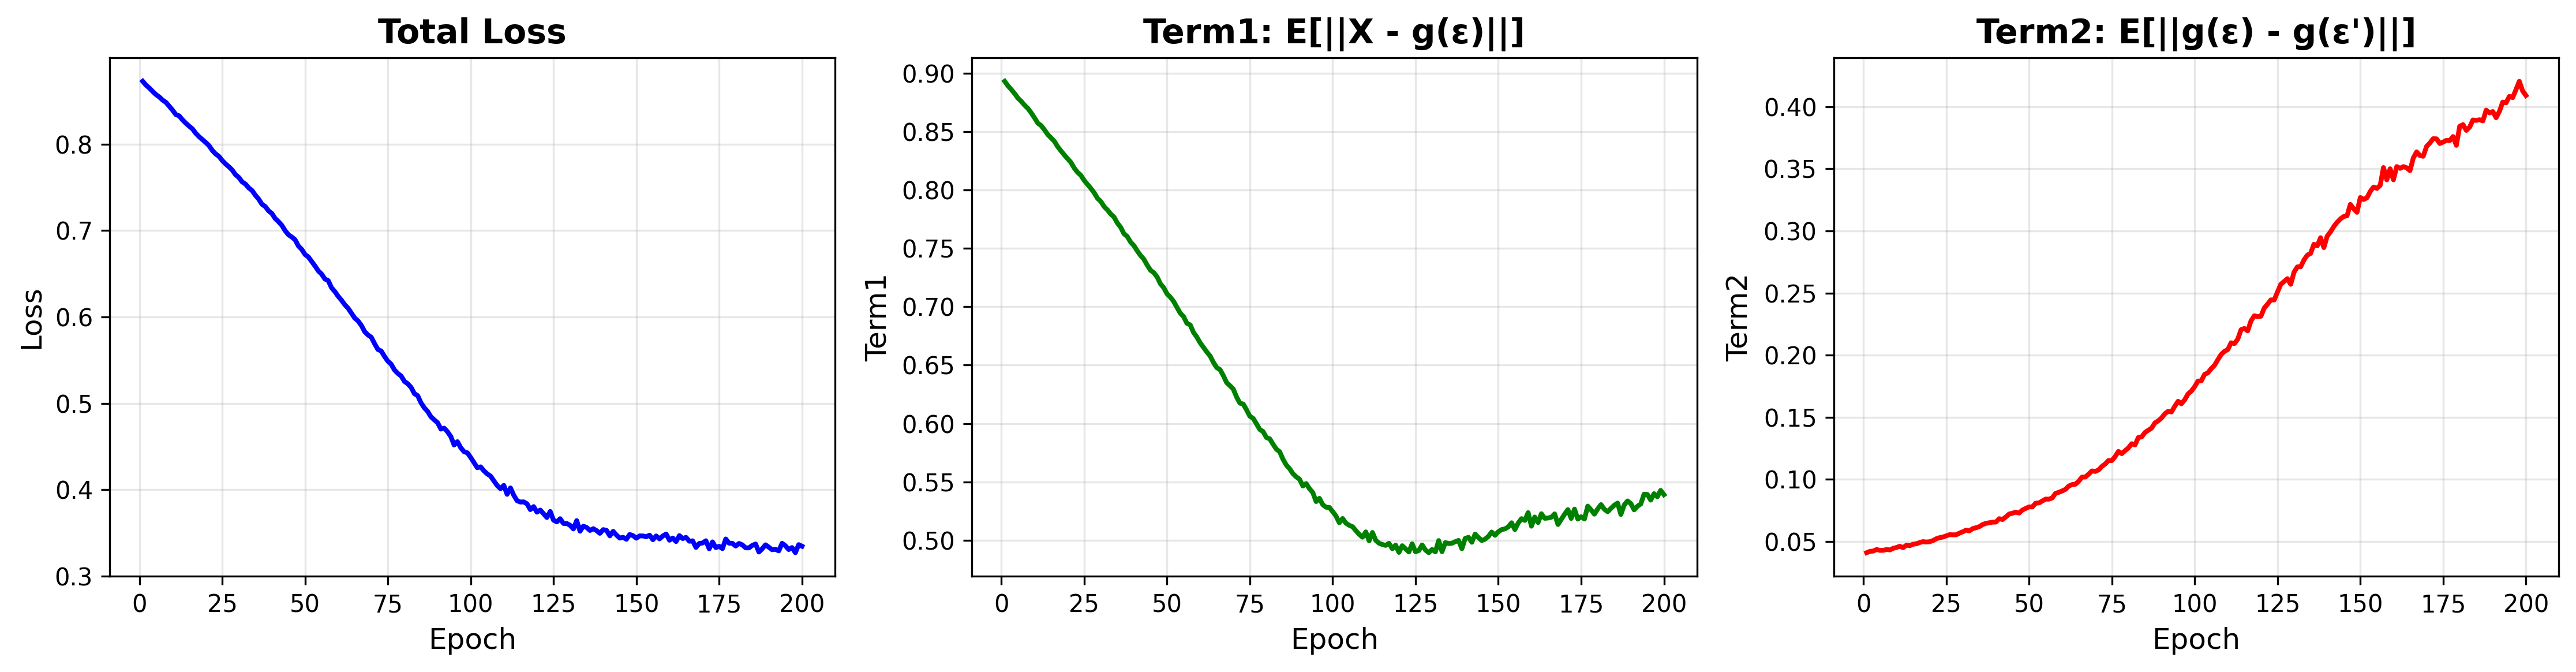 Total Loss
Loss
0.8
0.7
0.6
0.5
0.4
0.3
0 25 50 75 100 125 150 175 200
Epoch
Term1: E[||X - g(ε)||]
Term1
0.90
0.85
0.80
0.75
0.70
0.65
0.60
0.55
0.50
0 25 50 75 100 125 150 175 200
Epoch
Term2: E[||g(ε) - g(ε')||]
Term2
0.40
0.35
0.30
0.25
0.20
0.15
0.10
0.05
0 25 50 75 100 125 150 175 200
Epoch